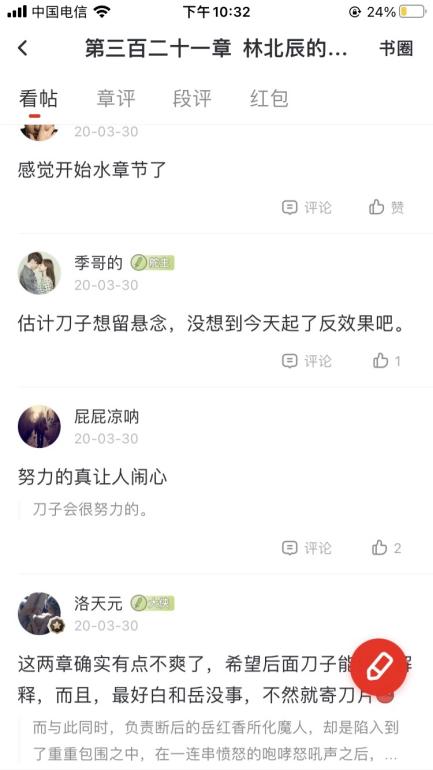 中国电信 下午10:32 24%
第三百二十一章 林北辰的... 书圈
看帖 章评 段评 红包
20-03-30
感觉开始水章节了
评论 赞
季哥的 舵主
20-03-30
估计刀子想留悬念，没想到今天起了反效果吧。
评论 1
屁屁凉呐
20-03-30
努力的真让人闹心
刀子会很努力的。
评论 2
洛天元 大侠
20-03-30
这两章确实有点不爽了，希望后面刀子能 解
释，而且，最好白和岳没事，不然就寄刀片
而与此同时，负责断后的岳红香所化魔人，却是陷入到
了重重包围之中，在一连串愤怒的咆哮怒吼声之后，...